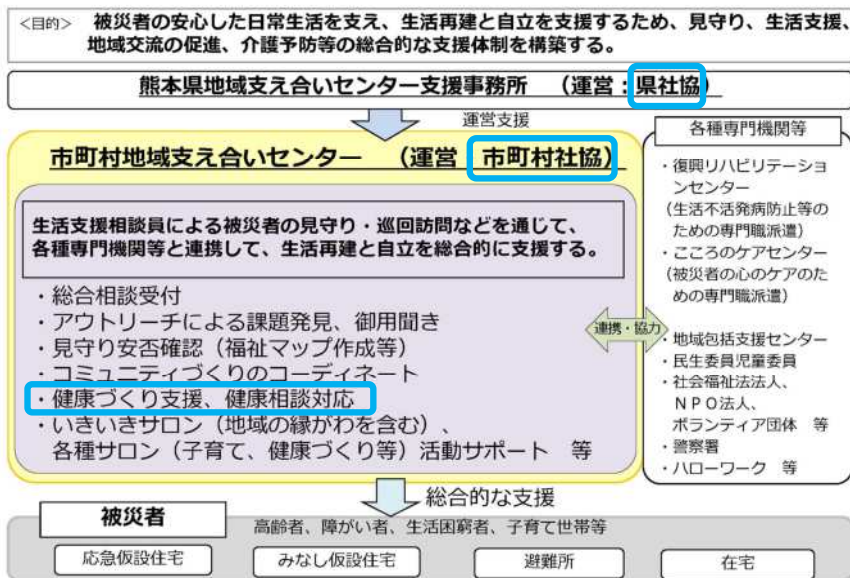 <目的> 被災者の安心した日常生活を支え、生活再建と自立を支援するため、見守り、生活支援、
地域交流の促進、介護予防等の総合的な支援体制を構築する。
熊本県地域支え合いセンター支援事務所 （運営：県社協）
運営支援
市町村地域支え合いセンター （運営 市町村社協）
生活支援相談員による被災者の見守り・巡回訪問などを通じて、
各種専門機関等と連携して、生活再建と自立を総合的に支援する。
・総合相談受付
・アウトリーチによる課題発見、御用聞き
・見守り安否確認（福祉マップ作成等）
・コミュニティづくりのコーディネート
・健康づくり支援、健康相談対応
・いきいきサロン（地域の縁がわを含む）、
各種サロン（子育て、健康づくり等）活動サポート 等
連携・協力
各種専門機関等
・復興リハビリテーショ
ンセンター
（生活不活発病防止等の
ための専門職派遣）
・こころのケアセンター
（被災者の心のケアのた
めの専門職派遣）
・地域包括支援センター
・民生委員児童委員
・社会福祉法法人、
ＮＰＯ法人、
ボランティア団体 等
・警察署
・ハローワーク 等
総合的な支援
被災者
高齢者、障がい者、生活困窮者、子育て世帯等
応急仮設住宅
みなし仮設住宅
避難所
在宅